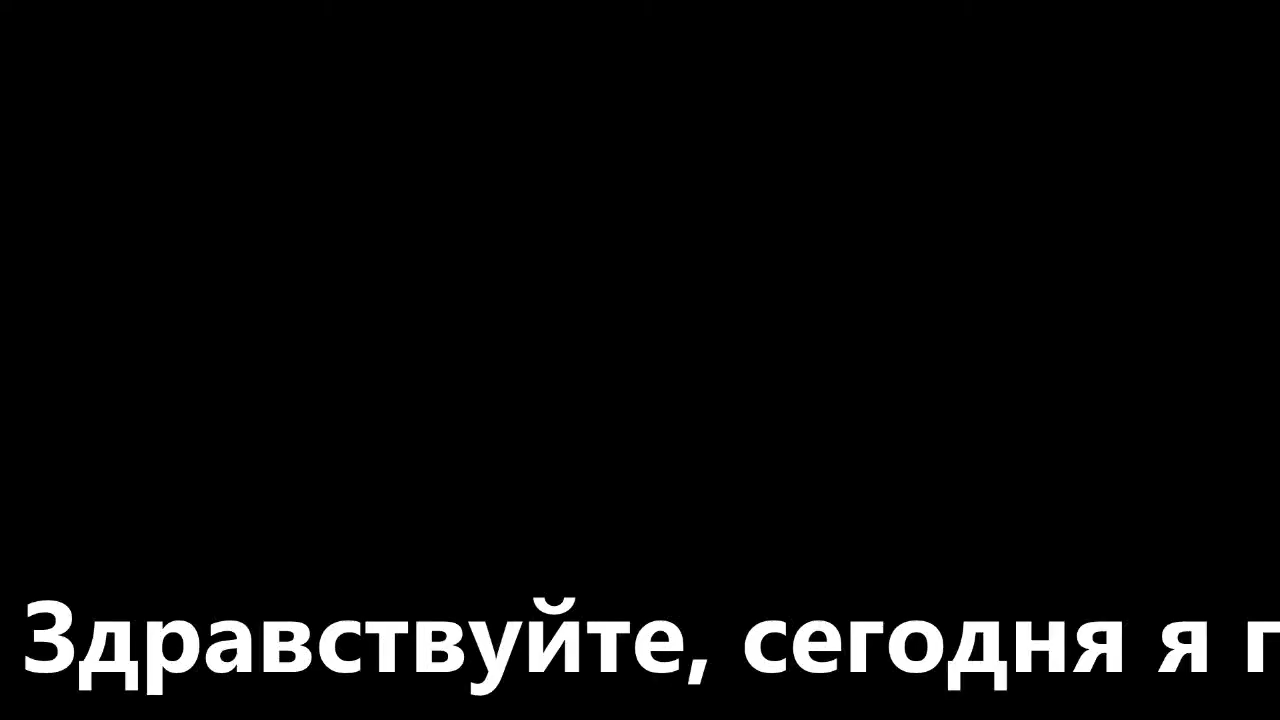 Здравствуйте, сегодня я